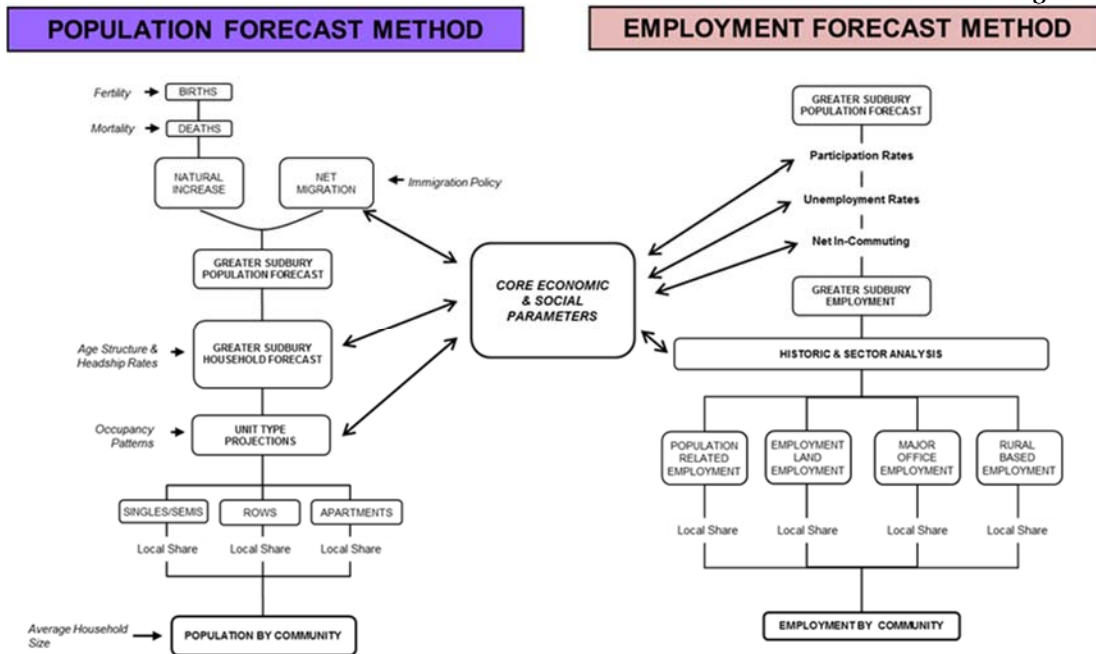 POPULATION FORECAST METHOD
Fertility
BIRTHS
Mortality
DEATHS
NATURAL
INCREASE
NET
MIGRATION
Immigration Policy
GREATER SUDBURY
POPULATION FORECAST
Age Structure &
Headship Rates
GREATER SUDBURY
HOUSEHOLD FORECAST
Occupancy
Patterns
UNIT TYPE
PROJECTIONS
SINGLES/SEMIS
ROWS
APARTMENTS
Local Share
Local Share
Local Share
Average Household
Size
POPULATION BY COMMUNITY
CORE ECONOMIC
& SOCIAL
PARAMETERS
EMPLOYMENT FORECAST METHOD
GREATER SUDBURY
POPULATION FORECAST
Participation Rates
Unemployment Rates
Net In-Commuting
GREATER SUDBURY
EMPLOYMENT
HISTORIC & SECTOR ANALYSIS
POPULATION
RELATED
EMPLOYMENT
EMPLOYMENT
LAND
EMPLOYMENT
MAJOR
OFFICE
EMPLOYMENT
RURAL
BASED
EMPLOYMENT
Local Share
Local Share
Local Share
Local Share
EMPLOYMENT BY COMMUNITY